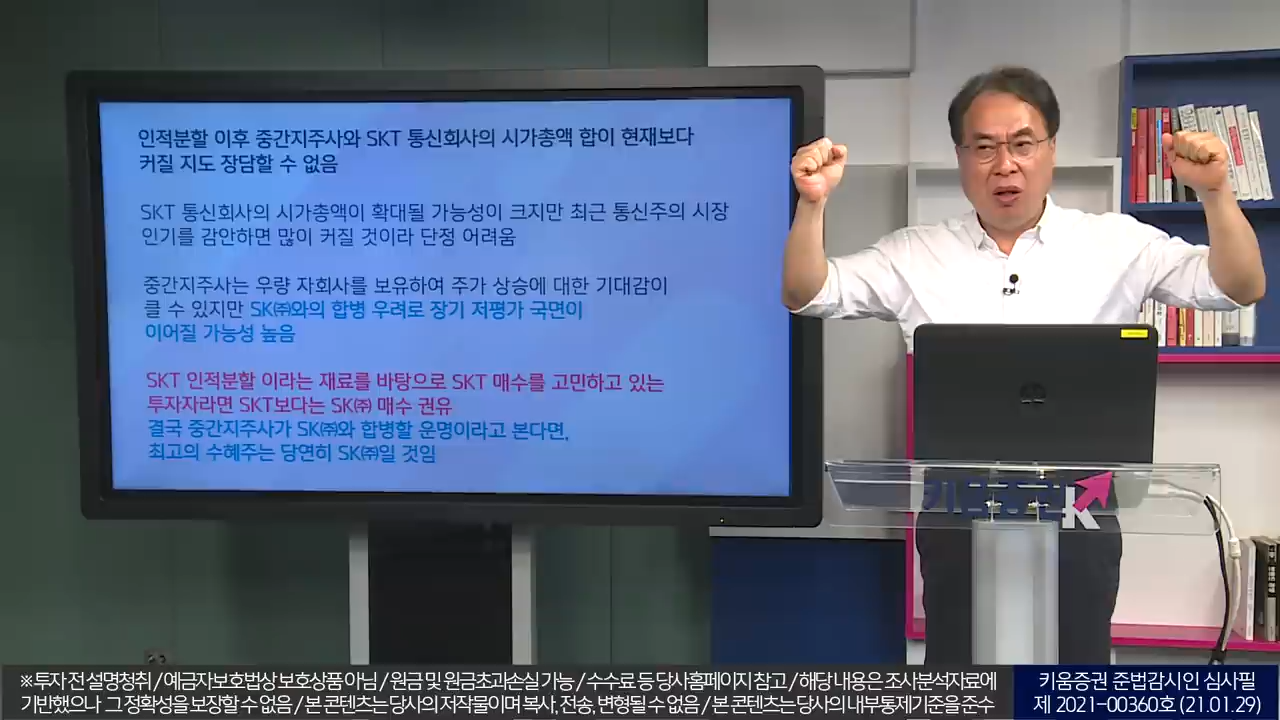 인적분할 이후 중간지주사와 SKT 통신회사의 시가총액 합이 현재보다
커질 지도 장담할 수 없음
SKT 통신회사의 시가총액이 확대될 가능성이 크지만 최근 통신주의 시장
인기를 감안하면 많이 커질 것이라 단정 어려움
중간지주사는 우량 자회사를 보유하여 주가 상승에 대한 기대감이
클 수 있지만 SK㈜와의 합병 우려로 장기 저평가 국면이
이어질 가능성 높음
SKT 인적분할 이라는 재료를 바탕으로 SKT 매수를 고민하고 있는
투자자라면 SKT보다는 SK㈜ 매수 권유
결국 중간지주사가 SK㈜와 합병할 운명이라고 본다면,
최고의 수혜주는 당연히 SK㈜일 것임
hp
키움증권 K
※투자 전 설명청취 / 예금자보호법상 보호상품 아님 / 원금 및 원금초과손실 가능 / 수수료 등 당사홈페이지 참고 / 해당 내용은 조사분석자료에
기반했으나 그 정확성을 보장할 수 없음 / 본 콘텐츠는 당사의 저작물이며 복사, 전송, 변형될 수 없음 / 본 콘텐츠는 당사의 내부통제기준을 준수
키움증권 준법감시인 심사필
제 2021-00360호 (21.01.29)